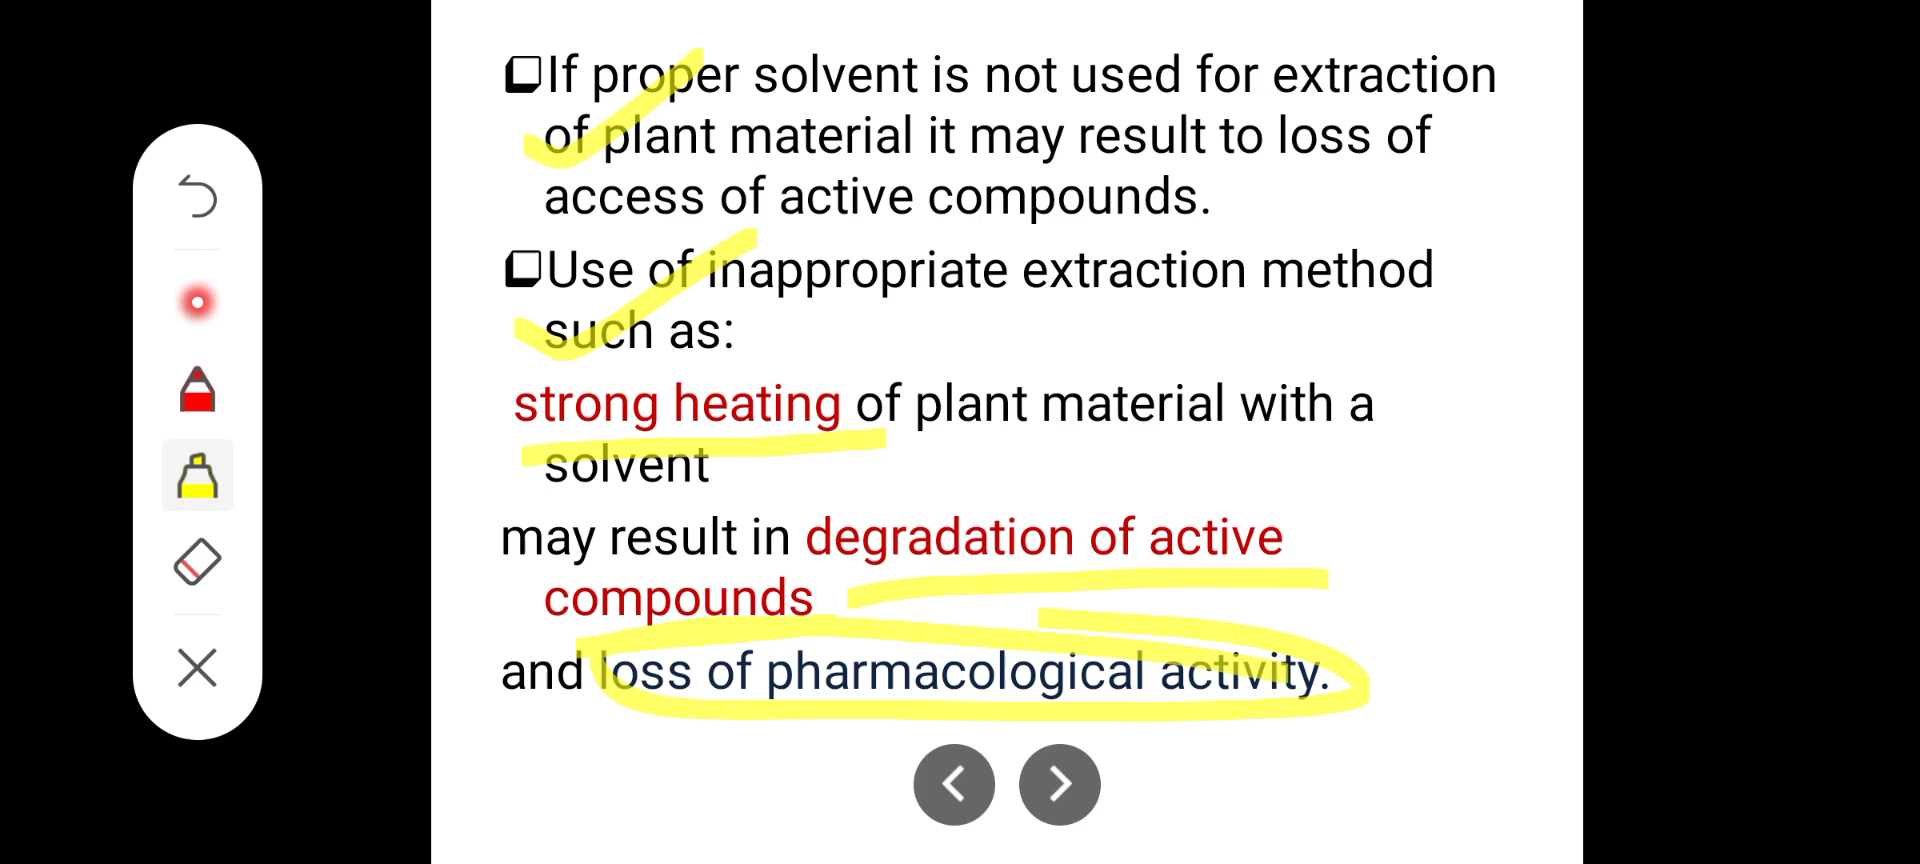 If proper solvent is not used for extraction
of plant material it may result to loss of
access of active compounds.
Use of inappropriate extraction method
such as:
strong heating of plant material with a
solvent
may result in degradation of active
compounds
and loss of pharmacological activity.